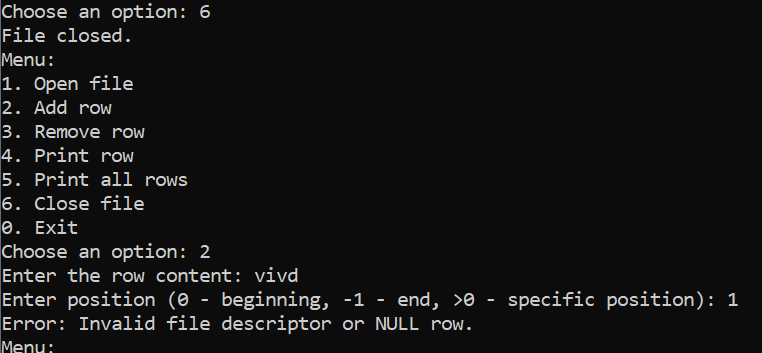 Choose an option: 6
File closed.
Menu:
1. Open file
2. Add row
3. Remove row
4. Print row
5. Print all rows
6. Close file
0. Exit
Choose an option: 2
Enter the row content: vivd
Enter position (0 - beginning, -1 - end, >0 - specific position): 1
Error: Invalid file descriptor or NULL row.
Menu: